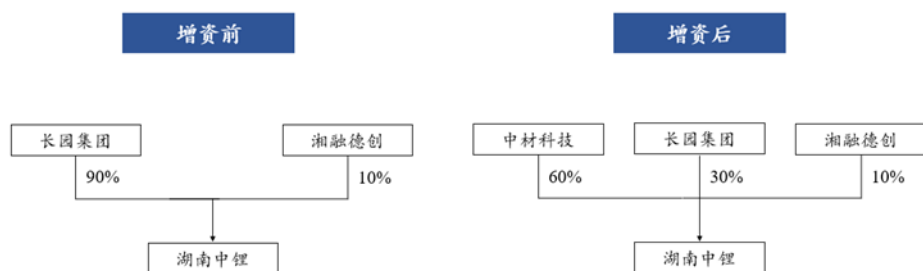 增资前
增资后
长园集团
湘融德创
中材科技
长园集团
湘融德创
90%
10%
60%
30%
10%
湖南中锂
湖南中锂